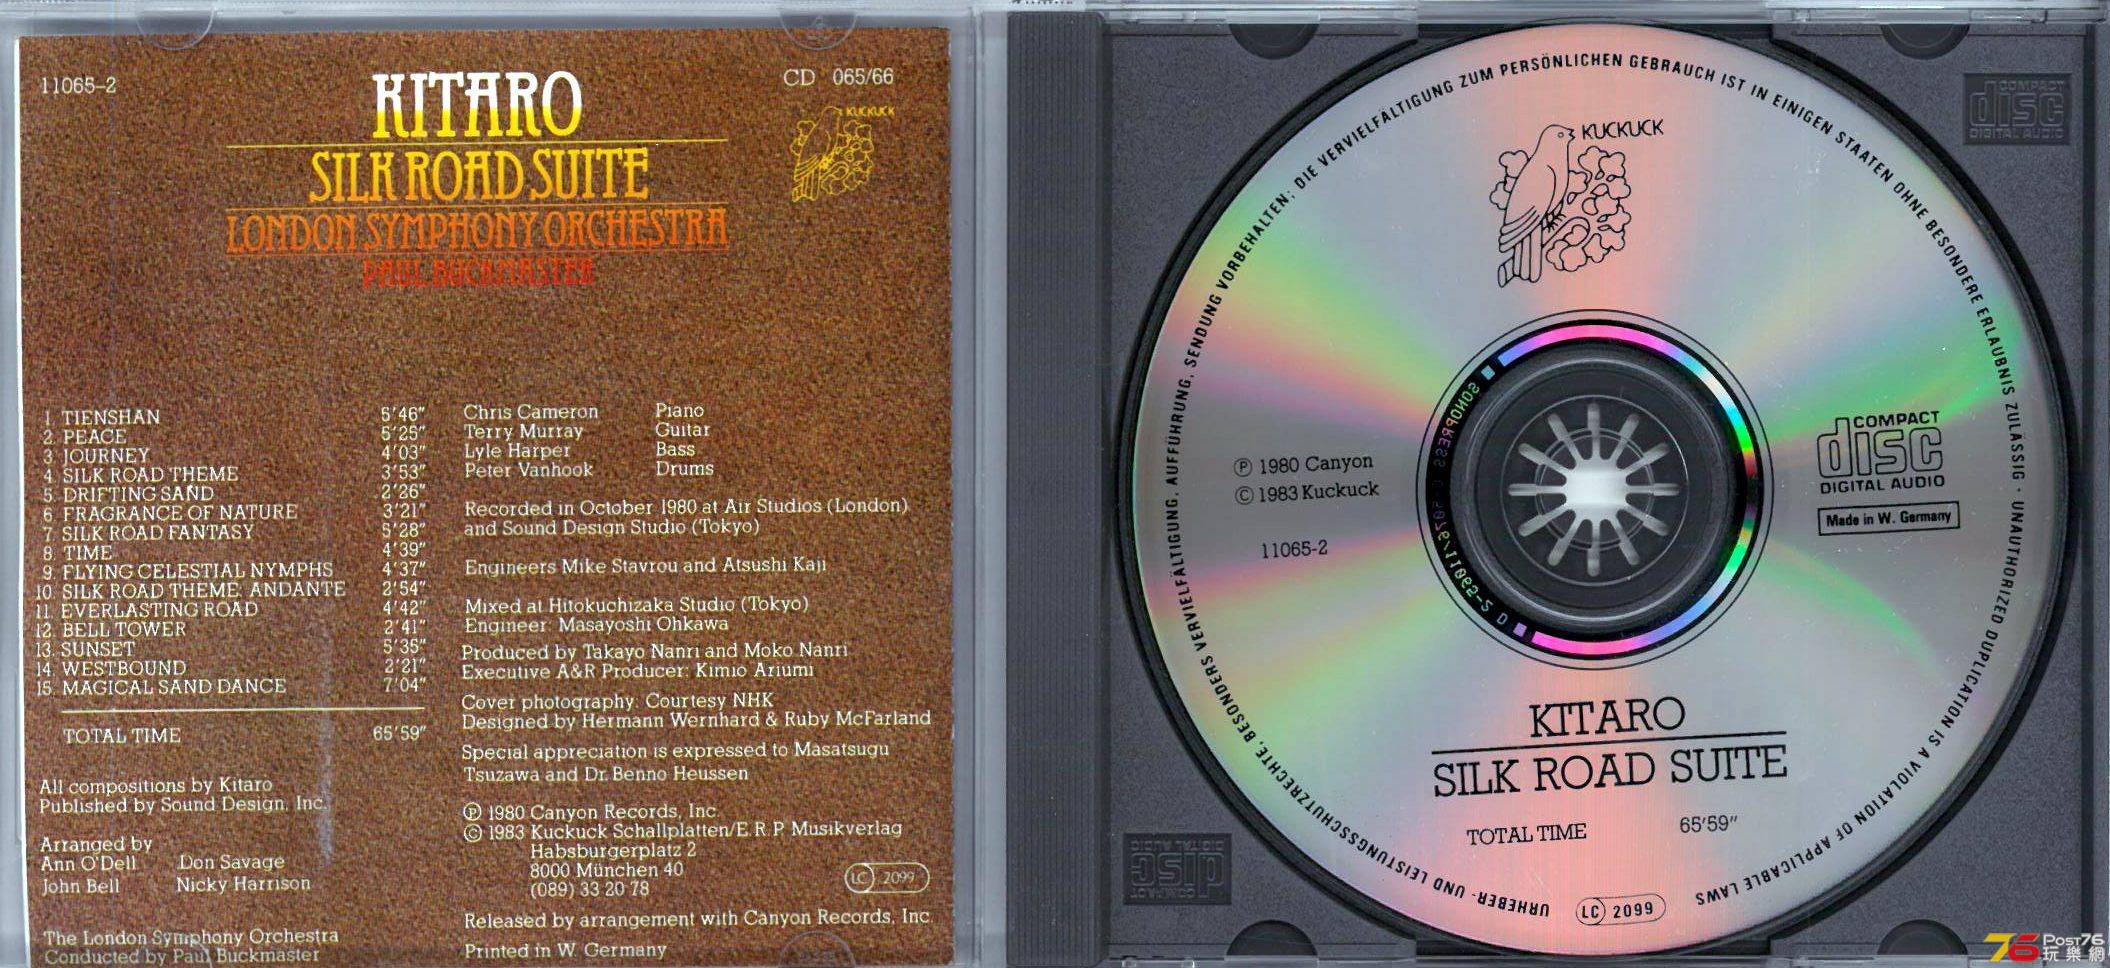 11065-2
KITARO
CD 065/66
KUCKUCK
SILK ROAD SUITE
LONDON SYMPHONY ORCHESTRA
PAUL BUCKMASTER
1. TIENSHAN 5'46"
2. PEACE 5'25"
3. JOURNEY 4'03"
4. SILK ROAD THEME 3'53"
5. DRIFTING SAND 2'26"
6. FRAGRANCE OF NATURE 3'21"
7. SILK ROAD FANTASY 5'28"
8. TIME 4'39"
9. FLYING CELESTIAL NYMPHS 4'37"
10. SILK ROAD THEME: ANDANTE 2'54"
11. EVERLASTING ROAD 4'42"
12. BELL TOWER 2'41"
13. SUNSET 5'35"
14. WESTBOUND 2'21"
15. MAGICAL SAND DANCE 7'04"
TOTAL TIME 65'59"
All compositions by Kitaro
Published by Sound Design, Inc.
Arranged by
Ann O'Dell Don Savage
John Bell Nicky Harrison
The London Symphony Orchestra
Conducted by Paul Buckmaster
Chris Cameron Piano
Terry Murray Guitar
Lyle Harper Bass
Peter Vanhook Drums
Recorded in October 1980 at Air Studios (London)
and Sound Design Studio (Tokyo)
Engineers Mike Stavrou and Atsushi Kaji
Mixed at Hitokuchizaka Studio (Tokyo)
Engineer: Masayoshi Ohkawa
Produced by Takayo Nanri and Moko Nanri
Executive A&R Producer: Kimio Ariumi
Cover photography: Courtesy NHK
Designed by Hermann Wernhard & Ruby McFarland
Special appreciation is expressed to Masatsugu
Tsuzawa and Dr. Benno Heussen
℗ 1980 Canyon Records, Inc.
© 1983 Kuckuck Schallplatten/E.R.P. Musikverlag
Habsburgerplatz 2
8000 München 40
(089) 33 20 78
LC 2099
Released by arrangement with Canyon Records, Inc.
Printed in W. Germany
URHEBER- UND LEISTUNGSSCHUTZRECHTE, BESONDERS VERVIELFÄLTIGUNG, AUFFÜHRUNG, SENDUNG VORBEHALTEN; DIE VERVIELFÄLTIGUNG ZUM PERSÖNLICHEN GEBRAUCH IST IN EINIGEN STAATEN OHNE BESONDERE ERLAUBNIS ZULÄSSIG · UNAUTHORIZED DUPLICATION IS A VIOLATION OF APPLICABLE LAWS
KUCKUCK
℗ 1980 Canyon
© 1983 Kuckuck
11065-2
COMPACT
disc
DIGITAL AUDIO
Made in W. Germany
SONOPRESS
KITARO
SILK ROAD SUITE
TOTAL TIME 65'59"
LC 2099
COMPACT
disc
DIGITAL AUDIO
COMPACT
disc
DIGITAL AUDIO
76 Post76
玩樂網